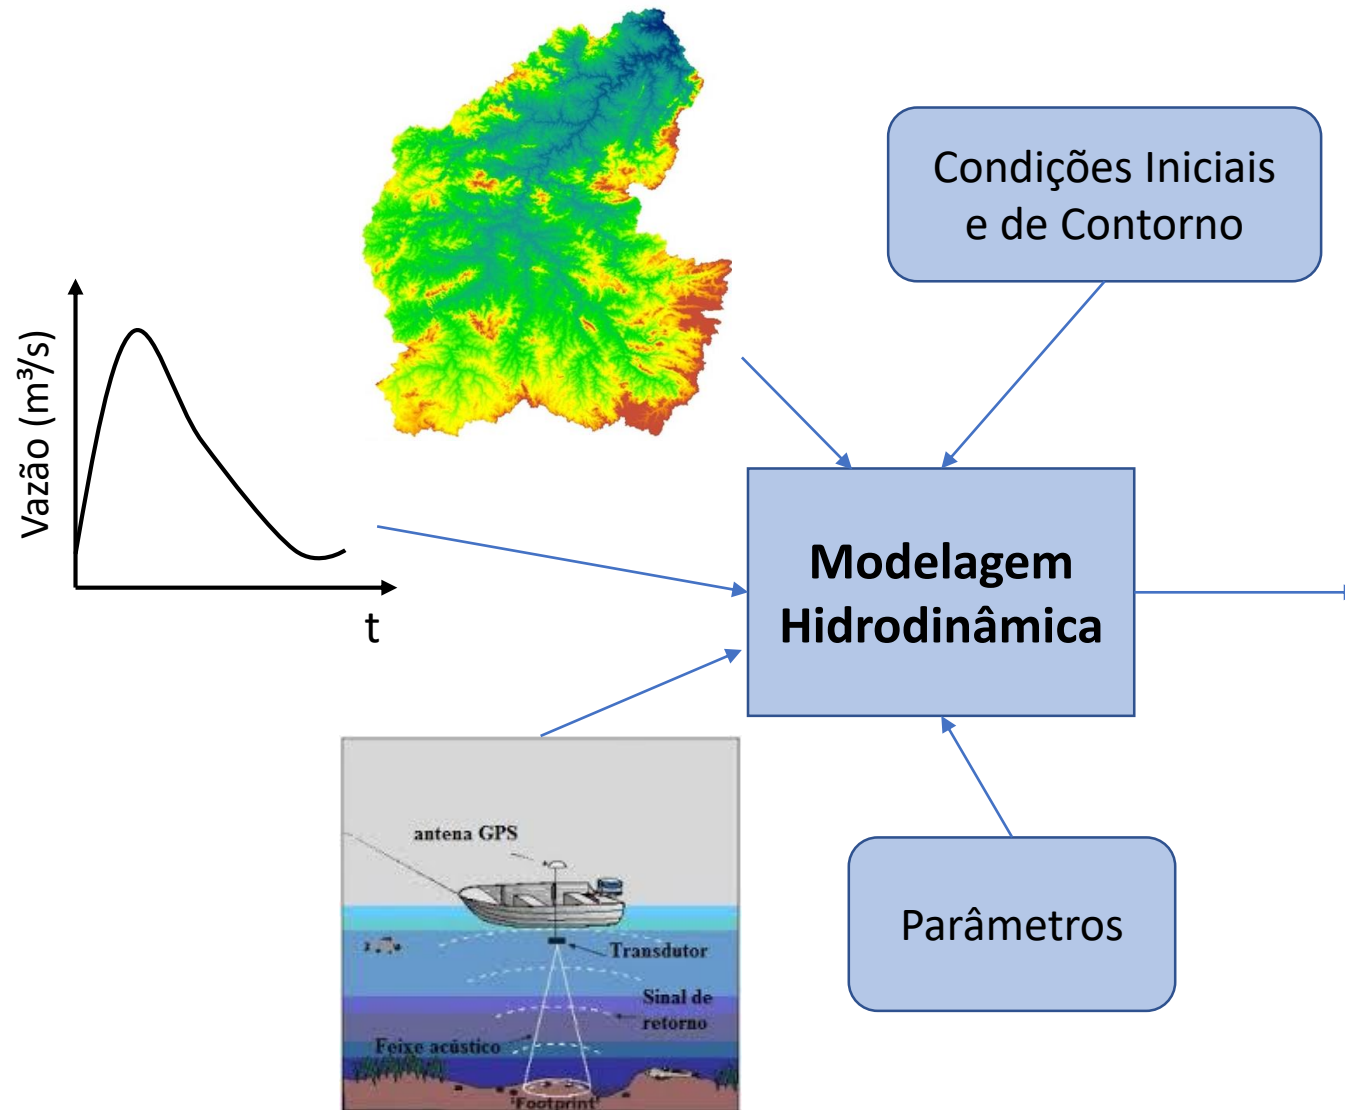 Condições Iniciais
e de Contorno
Vazão (m³/s)
t
Modelagem
Hidrodinâmica
antena GPS
Transdutor
Sinal de
retorno
Feixe acústico
'Footprint'
Parâmetros